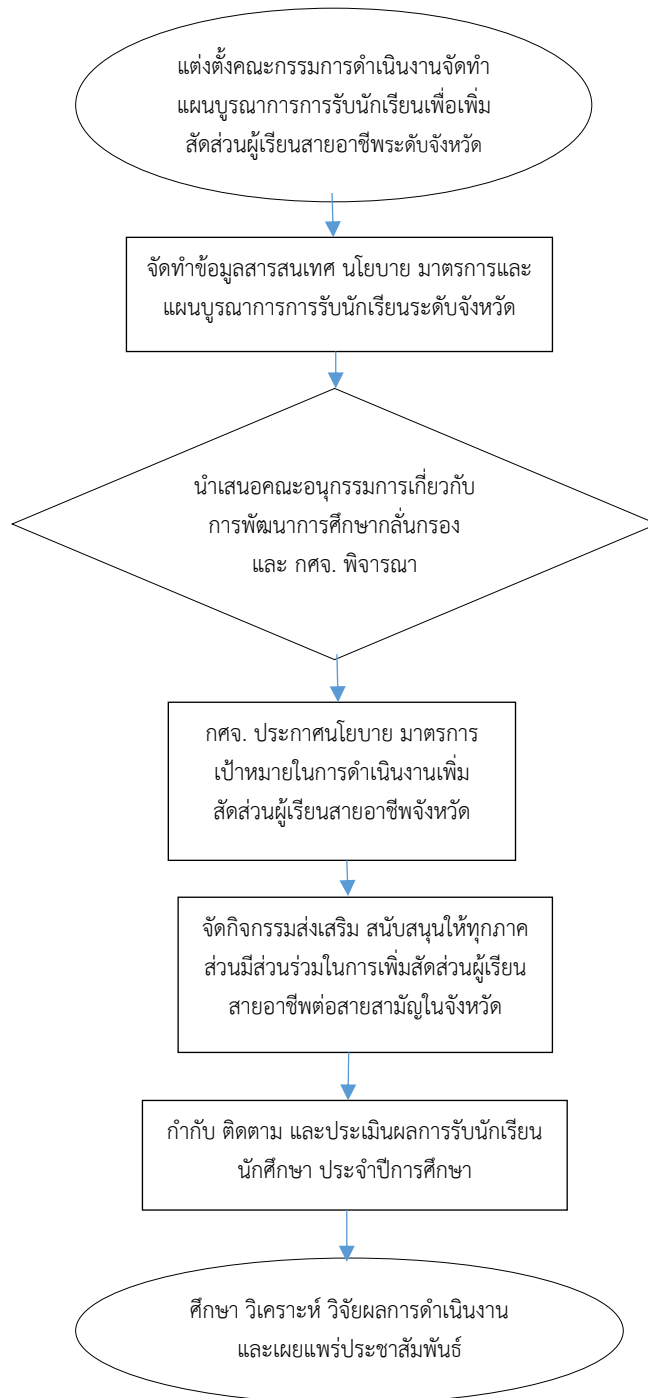 แต่งตั้งคณะกรรมการดำเนินงานจัดทำ
แผนบูรณาการการรับนักเรียนเพื่อเพิ่ม
สัดส่วนผู้เรียนสายอาชีพระดับจังหวัด
จัดทำข้อมูลสารสนเทศ นโยบาย มาตรการและ
แผนบูรณาการการรับนักเรียนระดับจังหวัด
นำเสนอคณะอนุกรรมการเกี่ยวกับ
การพัฒนาการศึกษากลั่นกรอง
และ กศจ. พิจารณา
กศจ. ประกาศนโยบาย มาตรการ
เป้าหมายในการดำเนินงานเพิ่ม
สัดส่วนผู้เรียนสายอาชีพจังหวัด
จัดกิจกรรมส่งเสริม สนับสนุนให้ทุกภาค
ส่วนมีส่วนร่วมในการเพิ่มสัดส่วนผู้เรียน
สายอาชีพต่อสายสามัญในจังหวัด
กำกับ ติดตาม และประเมินผลการรับนักเรียน
นักศึกษา ประจำปีการศึกษา
ศึกษา วิเคราะห์ วิจัยผลการดำเนินงาน
และเผยแพร่ประชาสัมพันธ์